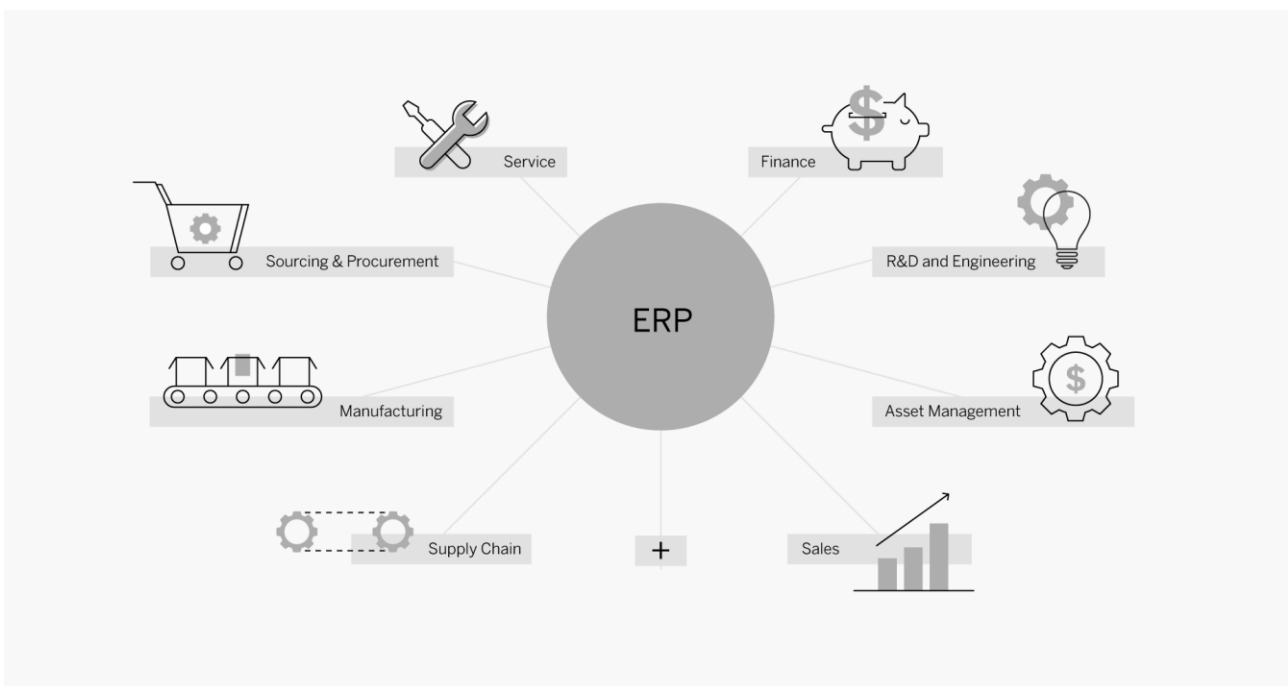 Service
Finance
Sourcing & Procurement
R&D and Engineering
ERP
Manufacturing
Asset Management
Supply Chain
+
Sales
$
$